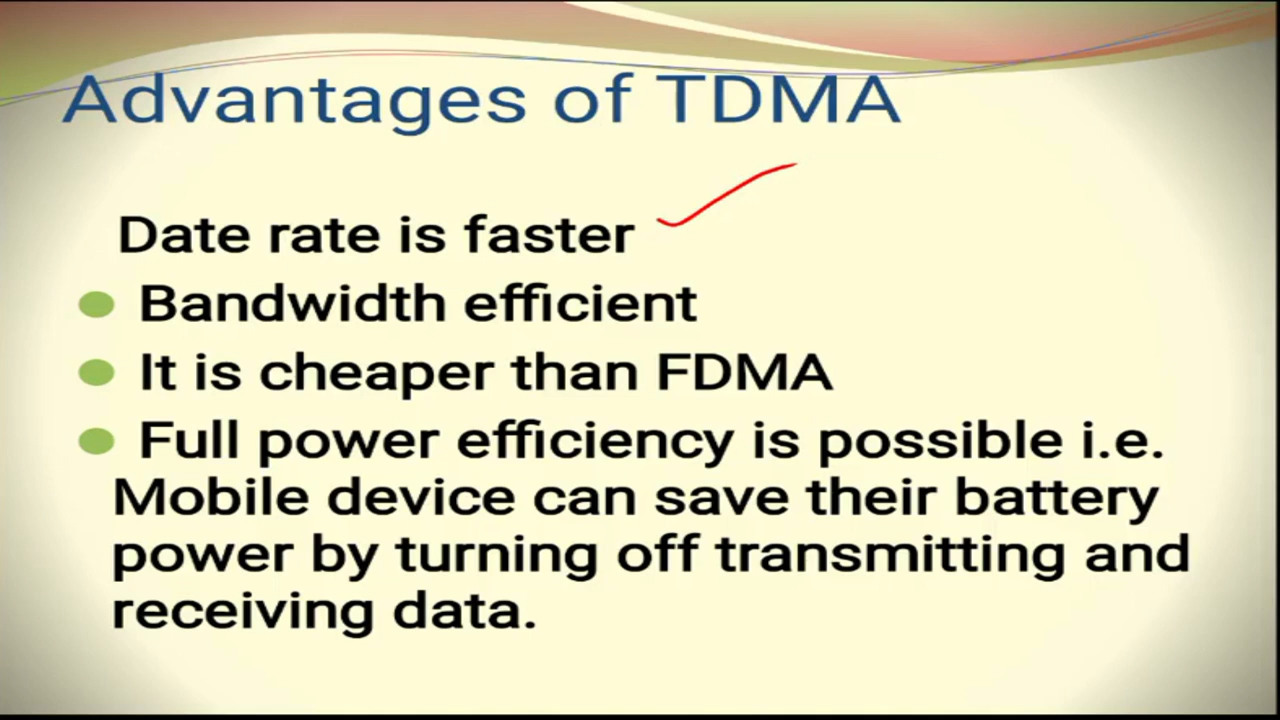 Advantages of TDMA
Date rate is faster
Bandwidth efficient
It is cheaper than FDMA
Full power efficiency is possible i.e.
Mobile device can save their battery
power by turning off transmitting and
receiving data.